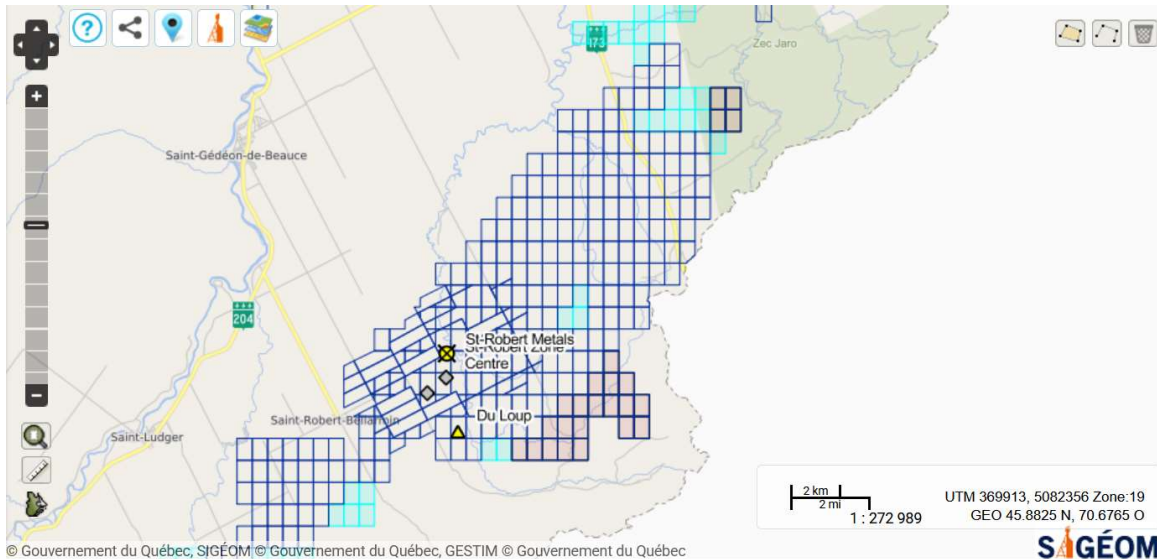 173
Zec Jaro
Saint-Gédéon-de-Beauce
204
St-Robert Metals
St-Robert Zone
Centre
Saint-Robert-Bellarmin
Du Loup
Saint-Ludger
2 km
2 mi
1 : 272 989
UTM 369913, 5082356 Zone:19
GEO 45.8825 N, 70.6765 O
© Gouvernement du Québec, SIGÉOM © Gouvernement du Québec, GESTIM © Gouvernement du Québec
SIGÉOM